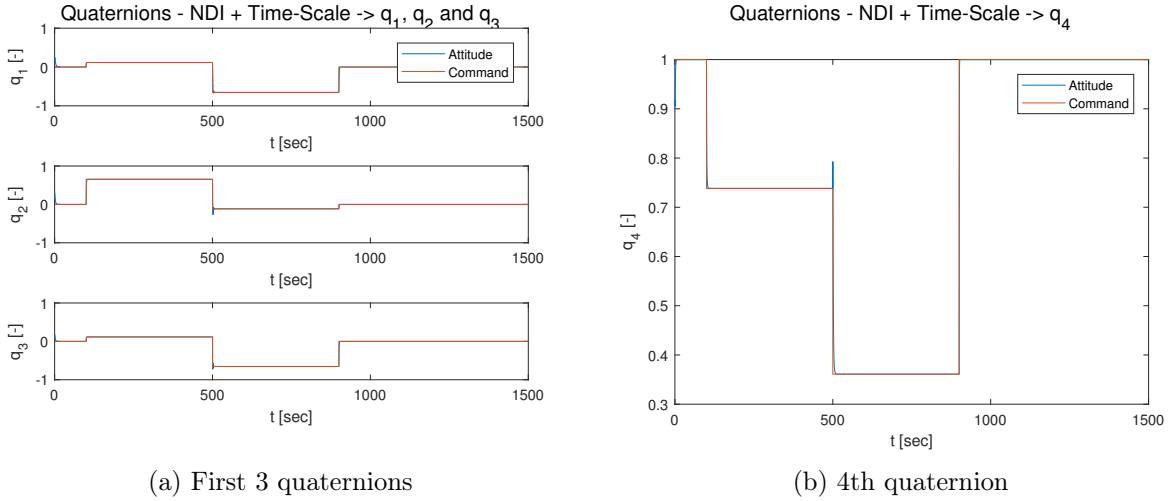 Quaternions - NDI + Time-Scale -> q1, q2 and q3
1
0
-1
q1 [-]
Attitude
Command
0
500
1000
1500
t [sec]
1
0
-1
q2 [-]
0
500
1000
1500
t [sec]
1
0
-1
q3 [-]
0
500
1000
1500
t [sec]
(a) First 3 quaternions
Quaternions - NDI + Time-Scale -> q4
1
0.9
0.8
0.7
0.6
0.5
0.4
0.3
q4 [-]
Attitude
Command
0
500
1000
1500
t [sec]
(b) 4th quaternion